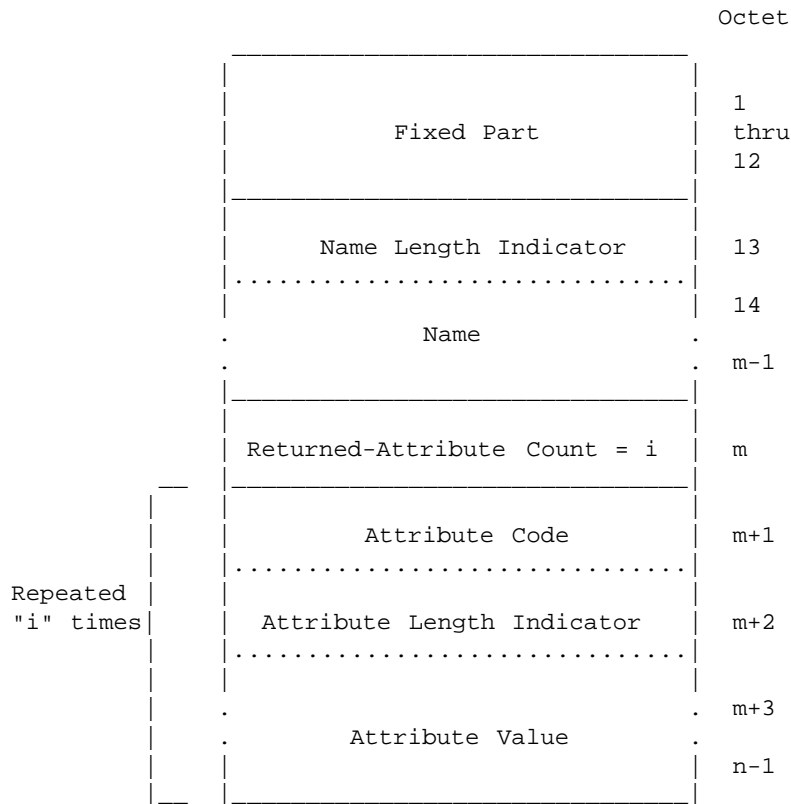 Octet
1
Fixed Part thru
12
Name Length Indicator 13
14
Name
m-1
Returned-Attribute Count = i m
Attribute Code m+1
Repeated
"i" times Attribute Length Indicator m+2
m+3
Attribute Value
n-1